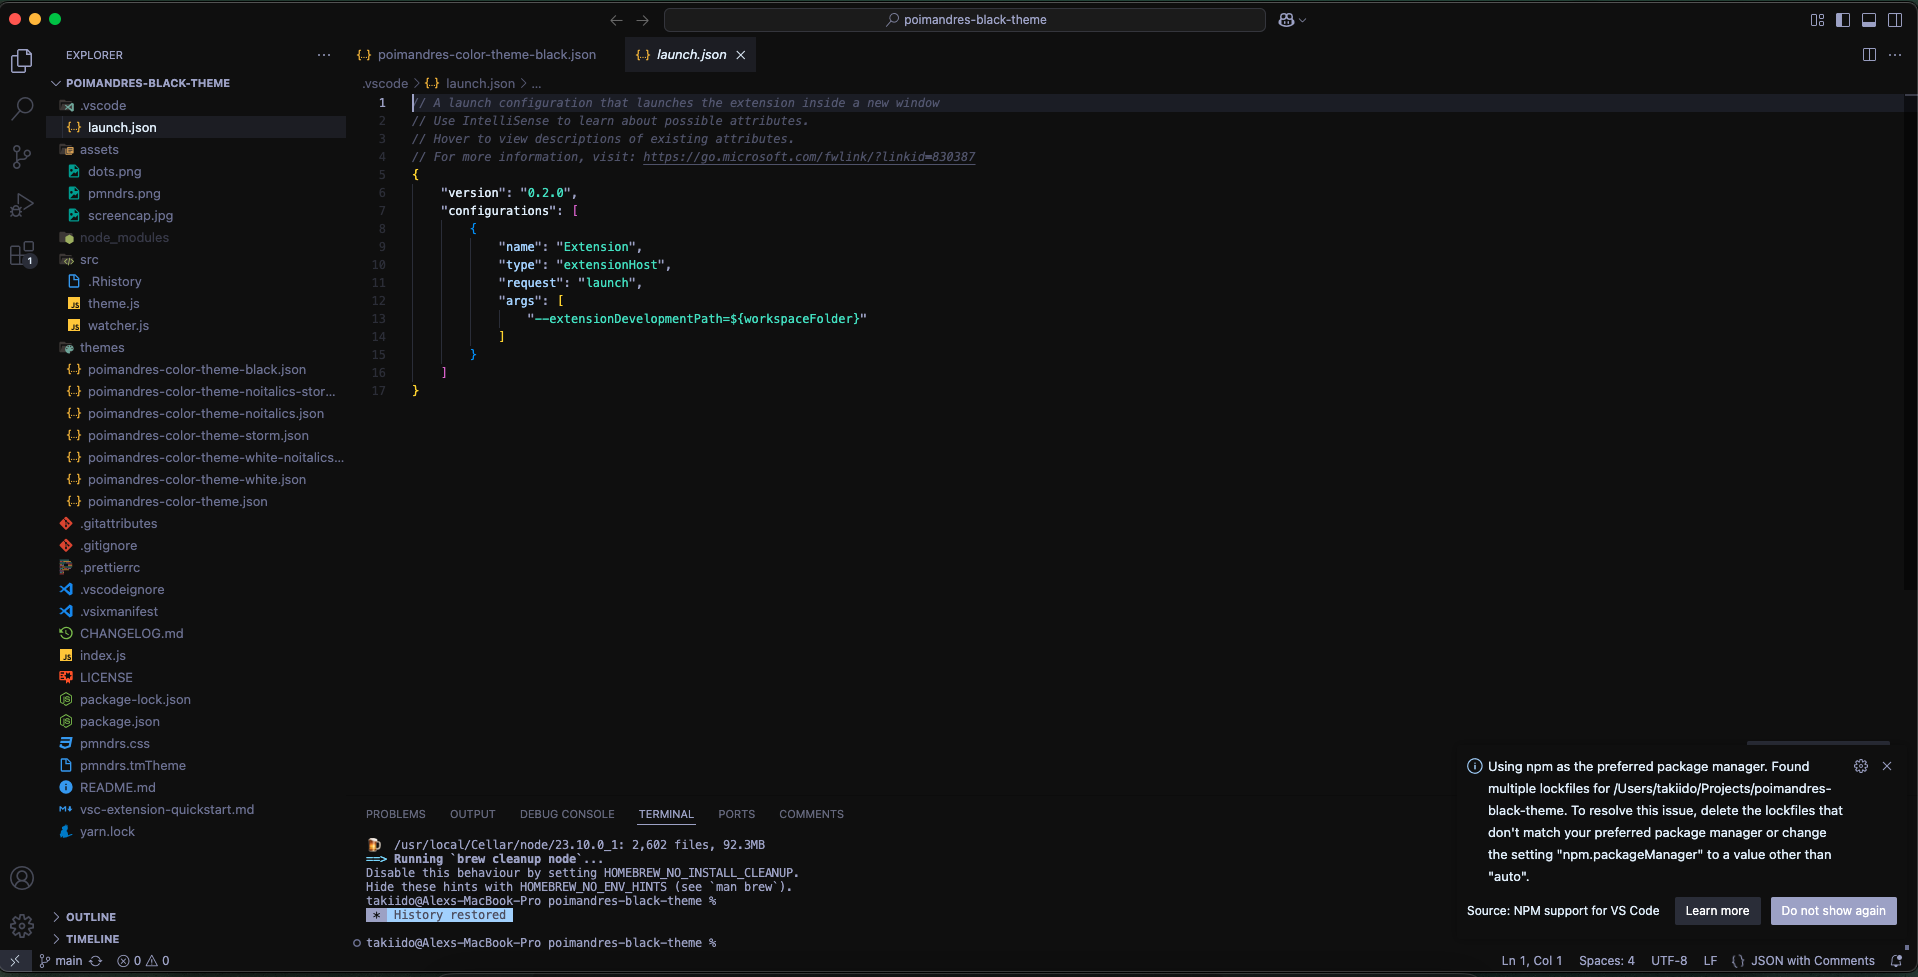 poimandres-black-theme
EXPLORER
POIMANDRES-BLACK-THEME
.vscode
launch.json
assets
dots.png
pmndrs.png
screencap.jpg
node_modules
src
.Rhistory
theme.js
watcher.js
themes
poimandres-color-theme-black.json
poimandres-color-theme-noitalics-stor...
poimandres-color-theme-noitalics.json
poimandres-color-theme-storm.json
poimandres-color-theme-white-noitalics...
poimandres-color-theme-white.json
poimandres-color-theme.json
.gitattributes
.gitignore
.prettierrc
.vscodeignore
.vsixmanifest
CHANGELOG.md
index.js
LICENSE
package-lock.json
package.json
pmndrs.css
pmndrs.tmTheme
README.md
vsc-extension-quickstart.md
yarn.lock
OUTLINE
TIMELINE
1
poimandres-color-theme-black.json
launch.json
.vscode > launch.json > ...
1 // A launch configuration that launches the extension inside a new window
2 // Use IntelliSense to learn about possible attributes.
3 // Hover to view descriptions of existing attributes.
4 // For more information, visit: https://go.microsoft.com/fwlink/?linkid=830387
5 {
6 "version": "0.2.0",
7 "configurations": [
8 {
9 "name": "Extension",
10 "type": "extensionHost",
11 "request": "launch",
12 "args": [
13 "--extensionDevelopmentPath=${workspaceFolder}"
14 ]
15 }
16 ]
17 }
PROBLEMS OUTPUT DEBUG CONSOLE TERMINAL PORTS COMMENTS
/usr/local/Cellar/node/23.10.0_1: 2,602 files, 92.3MB
==> Running `brew cleanup node`...
Disable this behaviour by setting HOMEBREW_NO_INSTALL_CLEANUP.
Hide these hints with HOMEBREW_NO_ENV_HINTS (see `man brew`).
takiido@Alexs-MacBook-Pro poimandres-black-theme %
* History restored
takiido@Alexs-MacBook-Pro poimandres-black-theme %
Using npm as the preferred package manager. Found
multiple lockfiles for /Users/takiido/Projects/poimandres-
black-theme. To resolve this issue, delete the lockfiles that
don't match your preferred package manager or change
the setting "npm.packageManager" to a value other than
"auto".
Source: NPM support for VS Code Learn more Do not show again
main 0 0
Ln 1, Col 1 Spaces: 4 UTF-8 LF {} JSON with Comments